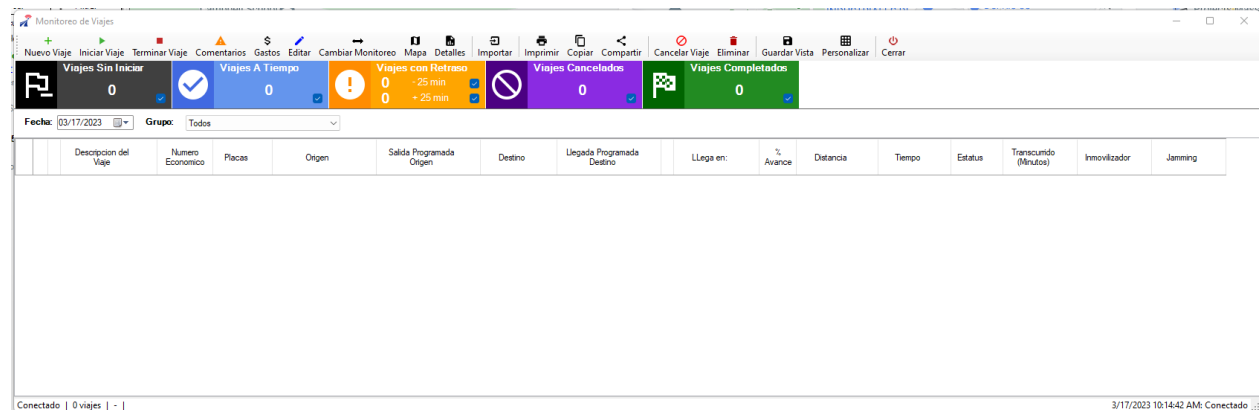 Monitoreo de Viajes
Nuevo Viaje Iniciar Viaje Terminar Viaje Comentarios Gastos Editar Cambiar Monitoreo Mapa Detalles Importar Imprimir Copiar Compartir Cancelar Viaje Eliminar Guardar Vista Personalizar Cerrar
Viajes Sin Iniciar
0
Viajes A Tiempo
0
Viajes con Retraso
0 - 25 min
0 + 25 min
Viajes Cancelados
0
Viajes Completados
0
Fecha: 03/17/2023 Grupo: Todos
Descripcion del Viaje
Numero Economico
Placas
Origen
Salida Programada Origen
Destino
Llegada Programada Destino
LLega en:
% Avance
Distancia
Tiempo
Estatus
Transcurrido (Minutos)
Inmovilizador
Jamming
Conectado | 0 viajes | - |
3/17/2023 10:14:42 AM: Conectado